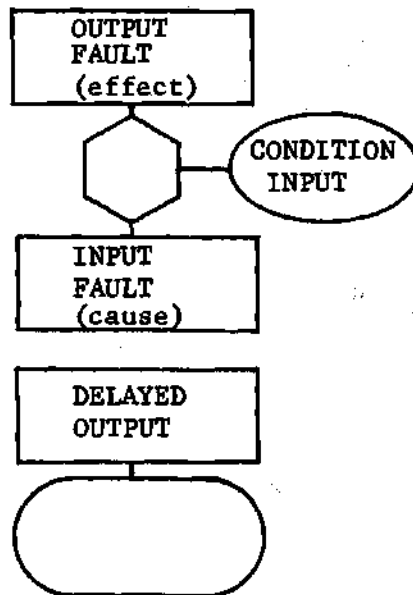 OUTPUT
FAULT
(effect)
CONDITION
INPUT
INPUT
FAULT
(cause)
DELAYED
OUTPUT